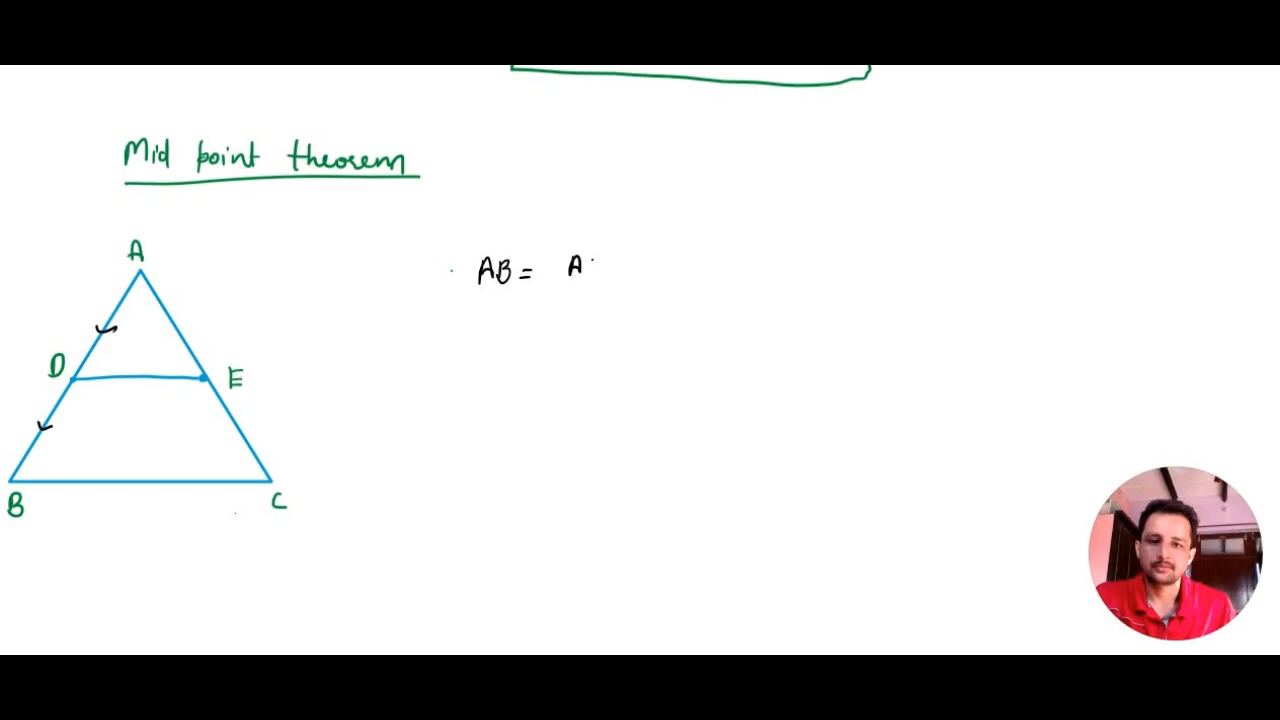 Mid point theorem
A
AB = A
D
E
B
C